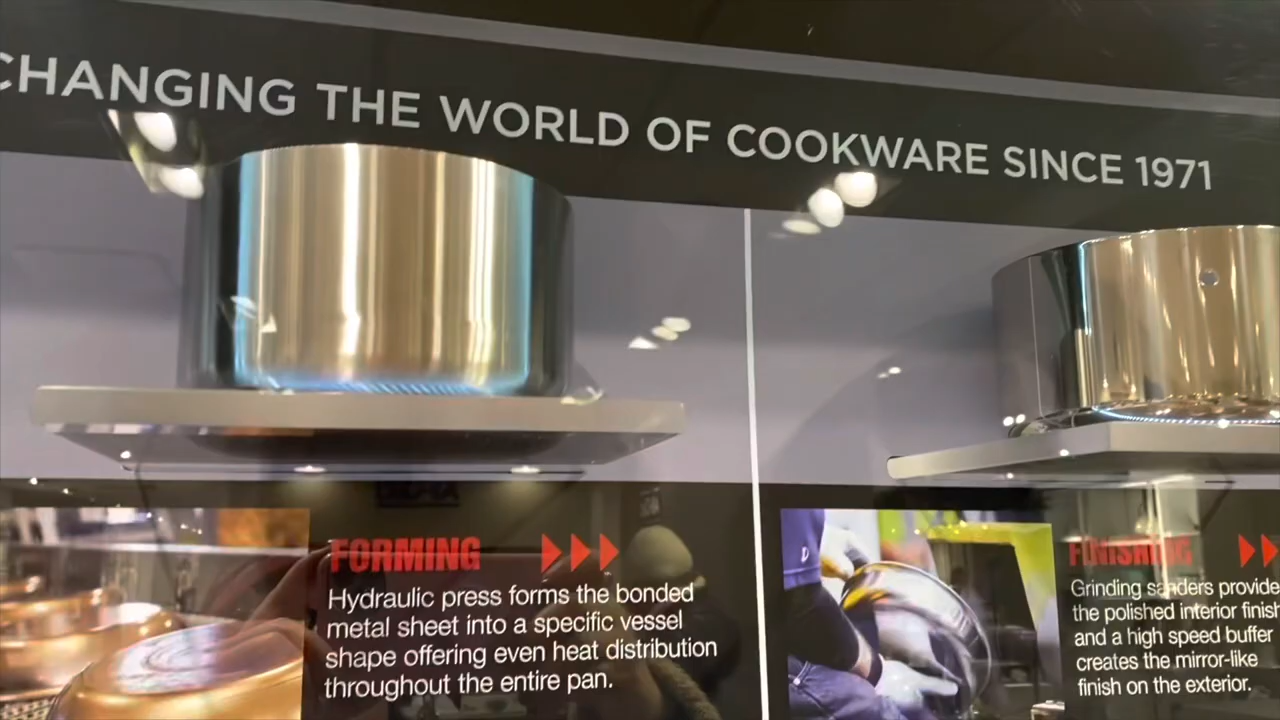 CHANGING THE WORLD OF COOKWARE SINCE 1971
FORMING
Hydraulic press forms the bonded
metal sheet into a specific vessel
shape offering even heat distribution
throughout the entire pan.
FINISHING
Grinding sanders provide
the polished interior finish
and a high speed buffer
creates the mirror-like
finish on the exterior.